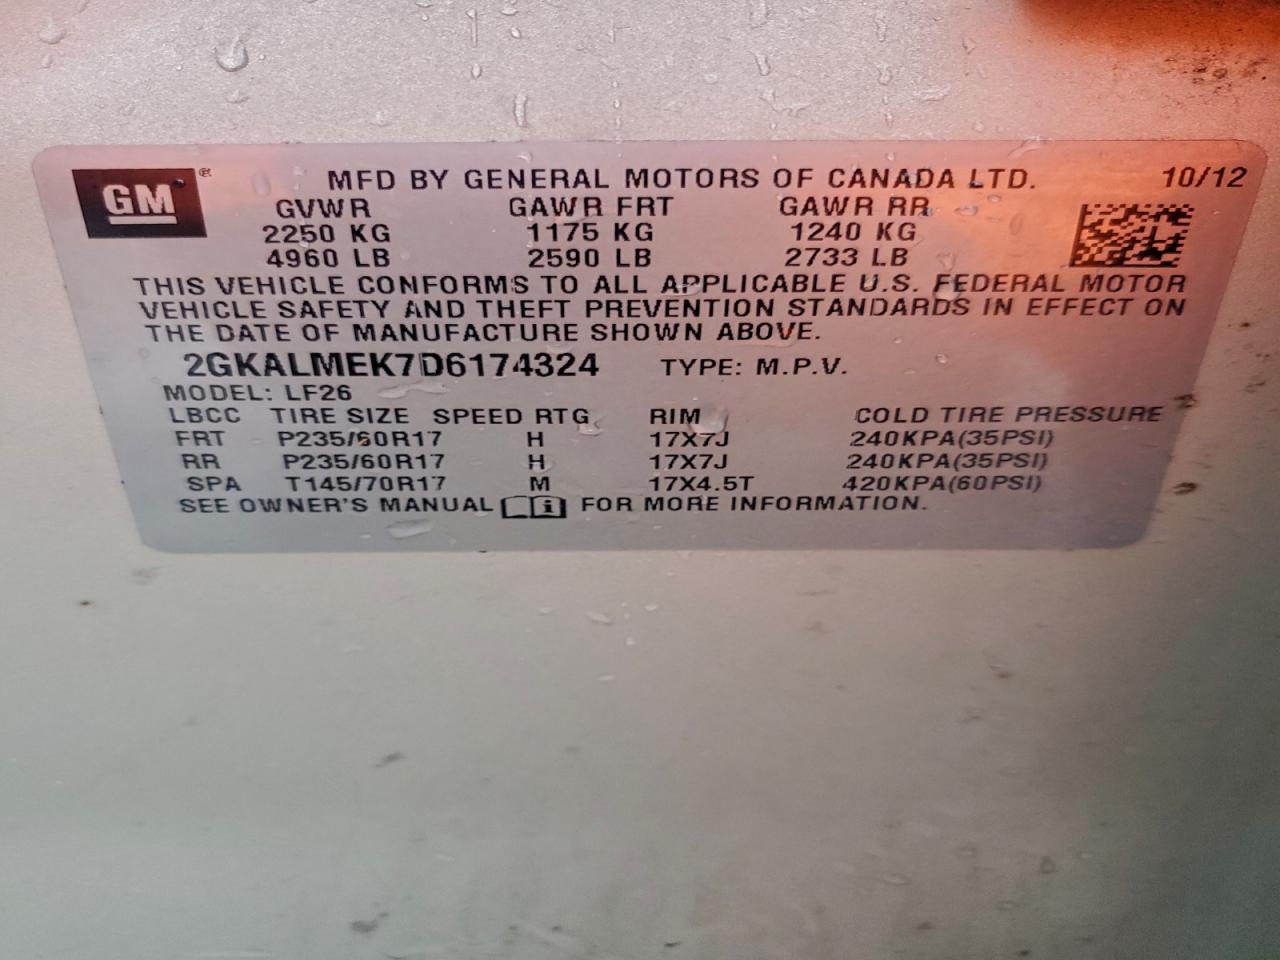 GM® MFD BY GENERAL MOTORS OF CANADA LTD. 10/12
GVWR GAWR FRT GAWR RR
2250 KG 1175 KG 1240 KG
4960 LB 2590 LB 2733 LB
THIS VEHICLE CONFORMS TO ALL APPLICABLE U.S. FEDERAL MOTOR
VEHICLE SAFETY AND THEFT PREVENTION STANDARDS IN EFFECT ON
THE DATE OF MANUFACTURE SHOWN ABOVE.
2GKALMEK7D6174324 TYPE: M.P.V.
MODEL: LF26
LBCC TIRE SIZE SPEED RTG RIM COLD TIRE PRESSURE
FRT P235/60R17 H 17X7J 240KPA(35PSI)
RR P235/60R17 H 17X7J 240KPA(35PSI)
SPA T145/70R17 M 17X4.5T 420KPA(60PSI)
SEE OWNER'S MANUAL FOR MORE INFORMATION.